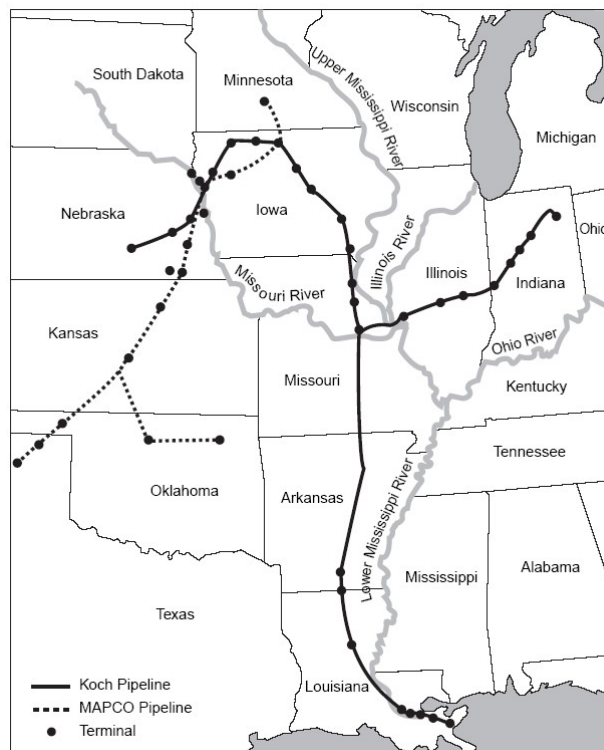 South Dakota
Minnesota
Upper Mississippi River
Wisconsin
Michigan
Nebraska
Iowa
Illinois River
Illinois
Indiana
Ohio
Missouri River
Kansas
Ohio River
Missouri
Kentucky
Tennessee
Oklahoma
Arkansas
Lower Mississippi River
Mississippi
Alabama
Texas
Louisiana
Koch Pipeline
MAPCO Pipeline
Terminal